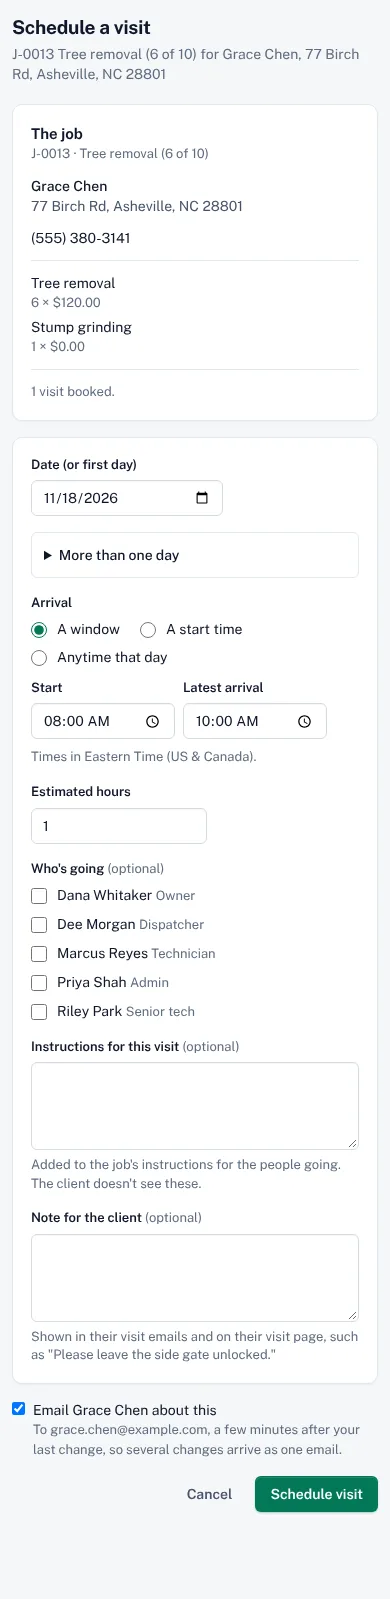 Schedule a visit
J-0013 Tree removal (6 of 10) for Grace Chen, 77 Birch
Rd, Asheville, NC 28801
The job
J-0013 · Tree removal (6 of 10)
Grace Chen
77 Birch Rd, Asheville, NC 28801
(555) 380-3141
Tree removal
6 × $120.00
Stump grinding
1 × $0.00
1 visit booked.
Date (or first day)
11/18/2026
More than one day
Arrival
A window
A start time
Anytime that day
Start
Latest arrival
08:00 AM
10:00 AM
Times in Eastern Time (US & Canada).
Estimated hours
1
Who's going (optional)
Dana Whitaker Owner
Dee Morgan Dispatcher
Marcus Reyes Technician
Priya Shah Admin
Riley Park Senior tech
Instructions for this visit (optional)
Added to the job's instructions for the people going.
The client doesn't see these.
Note for the client (optional)
Shown in their visit emails and on their visit page, such
as "Please leave the side gate unlocked."
Email Grace Chen about this
To grace.chen@example.com, a few minutes after your
last change, so several changes arrive as one email.
Cancel
Schedule visit